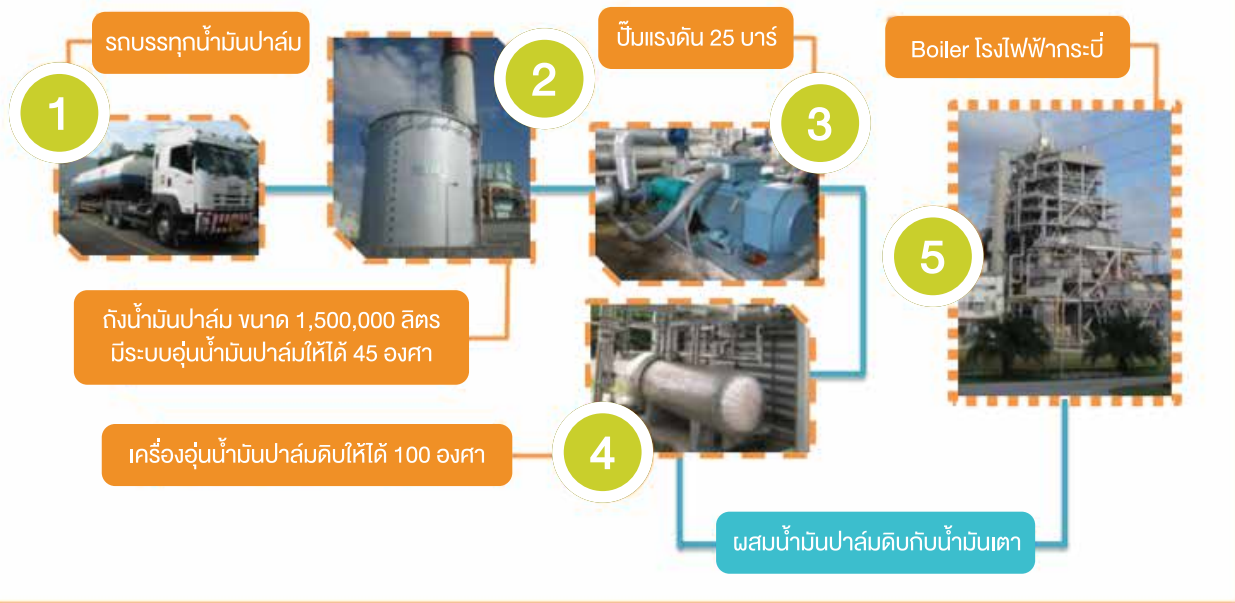 1
รถบรรทุกน้ำมันปาล์ม
2
ปั๊มแรงดัน 25 บาร์
3
Boiler โรงไฟฟ้ากระบี่
5
ถังน้ำมันปาล์ม ขนาด 1,500,000 ลิตร
มีระบบอุ่นน้ำมันปาล์มให้ได้ 45 องศา
เครื่องอุ่นน้ำมันปาล์มดิบให้ได้ 100 องศา
4
ผสมน้ำมันปาล์มดิบกับน้ำมันเตา